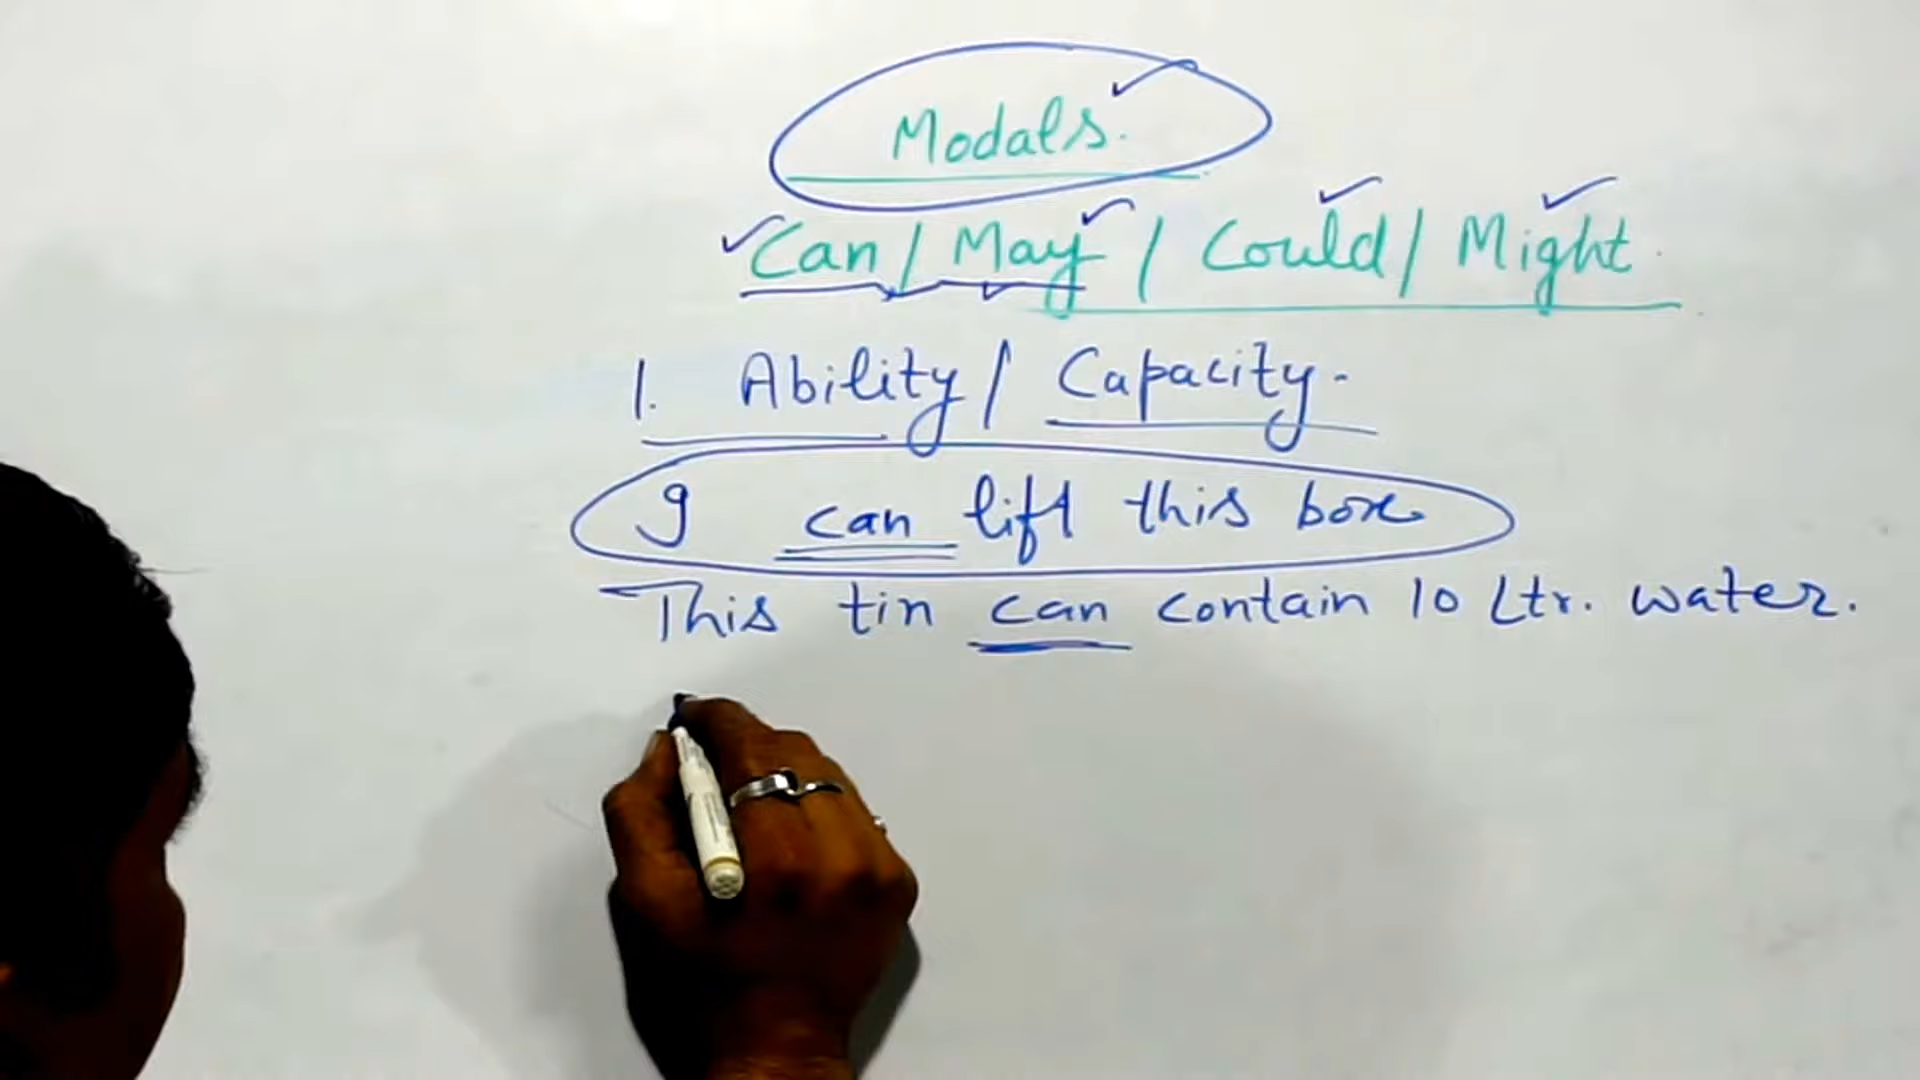 Modals.
Can / May / Could / Might.
1. Ability / Capacity.
I can lift this box
This tin can contain 10 Ltr. water.